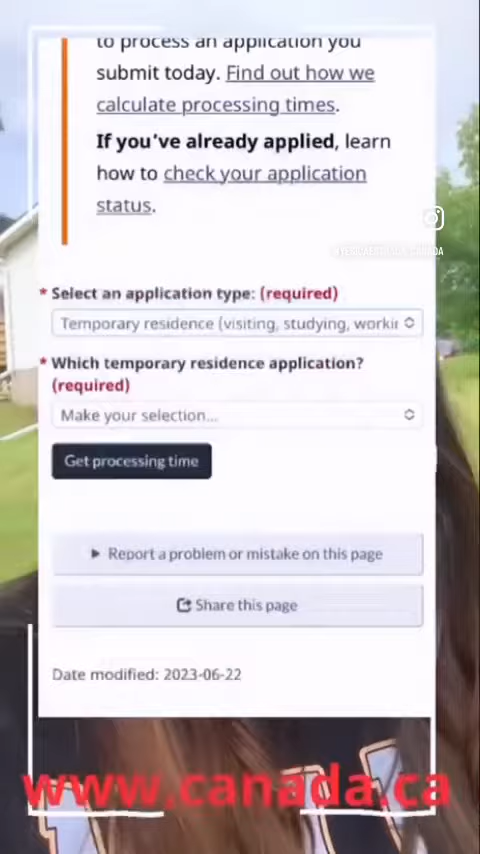 to process an application you
submit today. Find out how we
calculate processing times.
If you've already applied, learn
how to check your application
status.
* Select an application type: (required)
Temporary residence (visiting, studying, workin
* Which temporary residence application?
(required)
Make your selection...
Get processing time
▶ Report a problem or mistake on this page
Share this page
Date modified: 2023-06-22
www.canada.ca